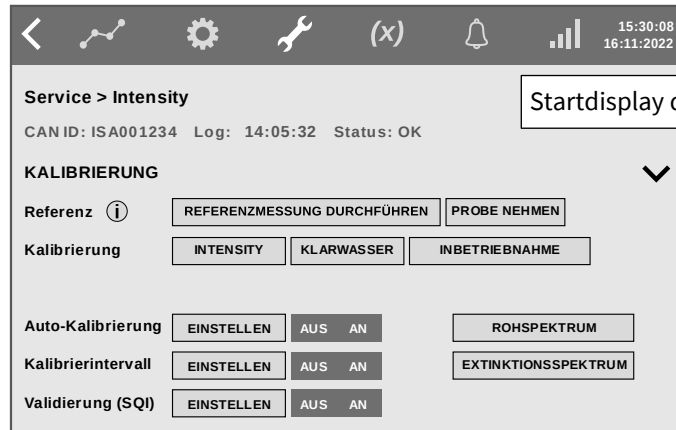 (x)
15:30:08
16:11:2022
Service > Intensity
Startdisplay
CAN ID: ISA001234 Log: 14:05:32 Status: OK
KALIBRIERUNG
Referenz i REFERENZMESSUNG DURCHFÜHREN PROBE NEHMEN
Kalibrierung INTENSITY KLARWASSER INBETRIEBNAHME
Auto-Kalibrierung EINSTELLEN AUS AN ROHSPEKTRUM
Kalibrierintervall EINSTELLEN AUS AN EXTINKTIONSSPEKTRUM
Validierung (SQI) EINSTELLEN AUS AN